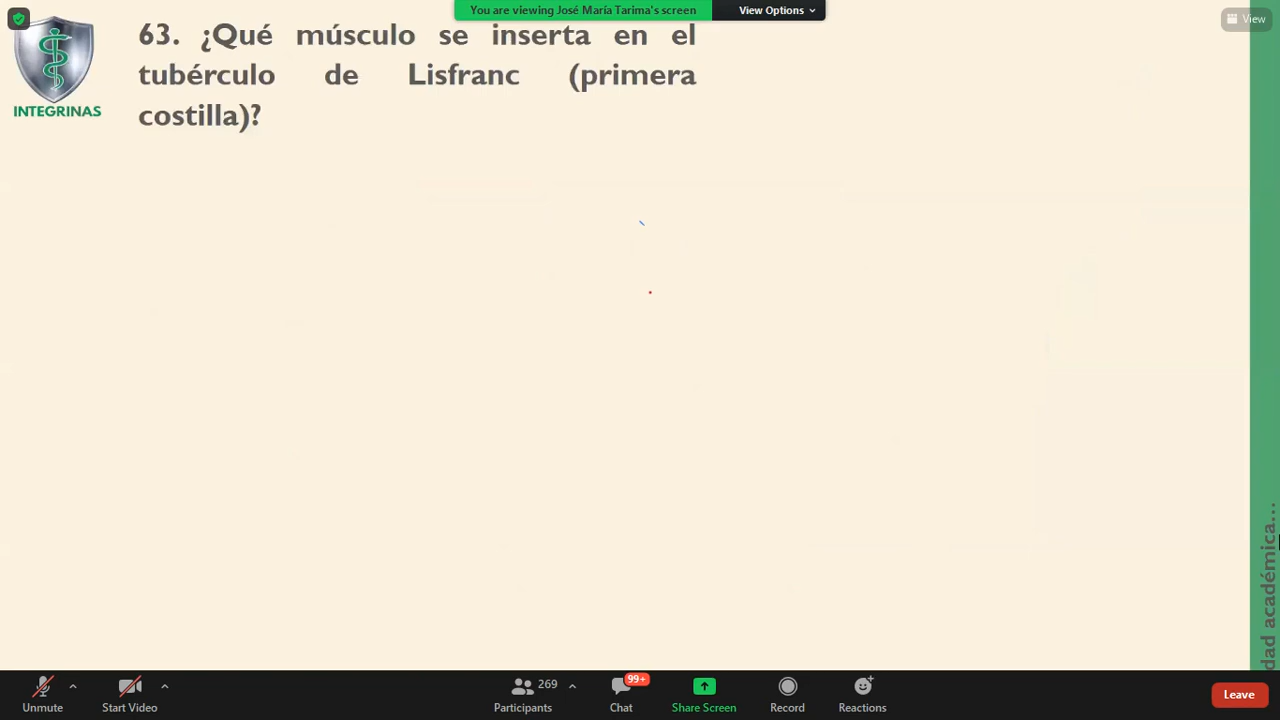 You are viewing José María Tarima's screen
View Options
View
INTEGRINAS
63. ¿Qué músculo se inserta en el
tubérculo de Lisfranc (primera
costilla)?
dad académica...
Unmute
Start Video
269
Participants
99+
Chat
Share Screen
Record
Reactions
Leave